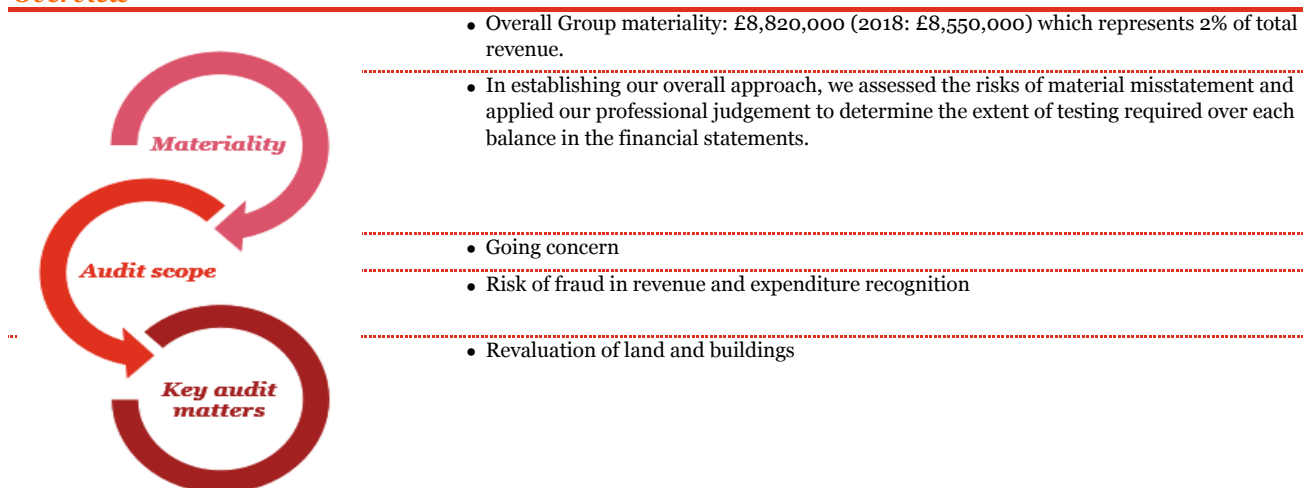 • Overall Group materiality: £8,820,000 (2018: £8,550,000) which represents 2% of total
revenue.
• In establishing our overall approach, we assessed the risks of material misstatement and
applied our professional judgement to determine the extent of testing required over each
balance in the financial statements.
Materiality
• Going concern
Audit scope
• Risk of fraud in revenue and expenditure recognition
• Revaluation of land and buildings
Key audit
matters